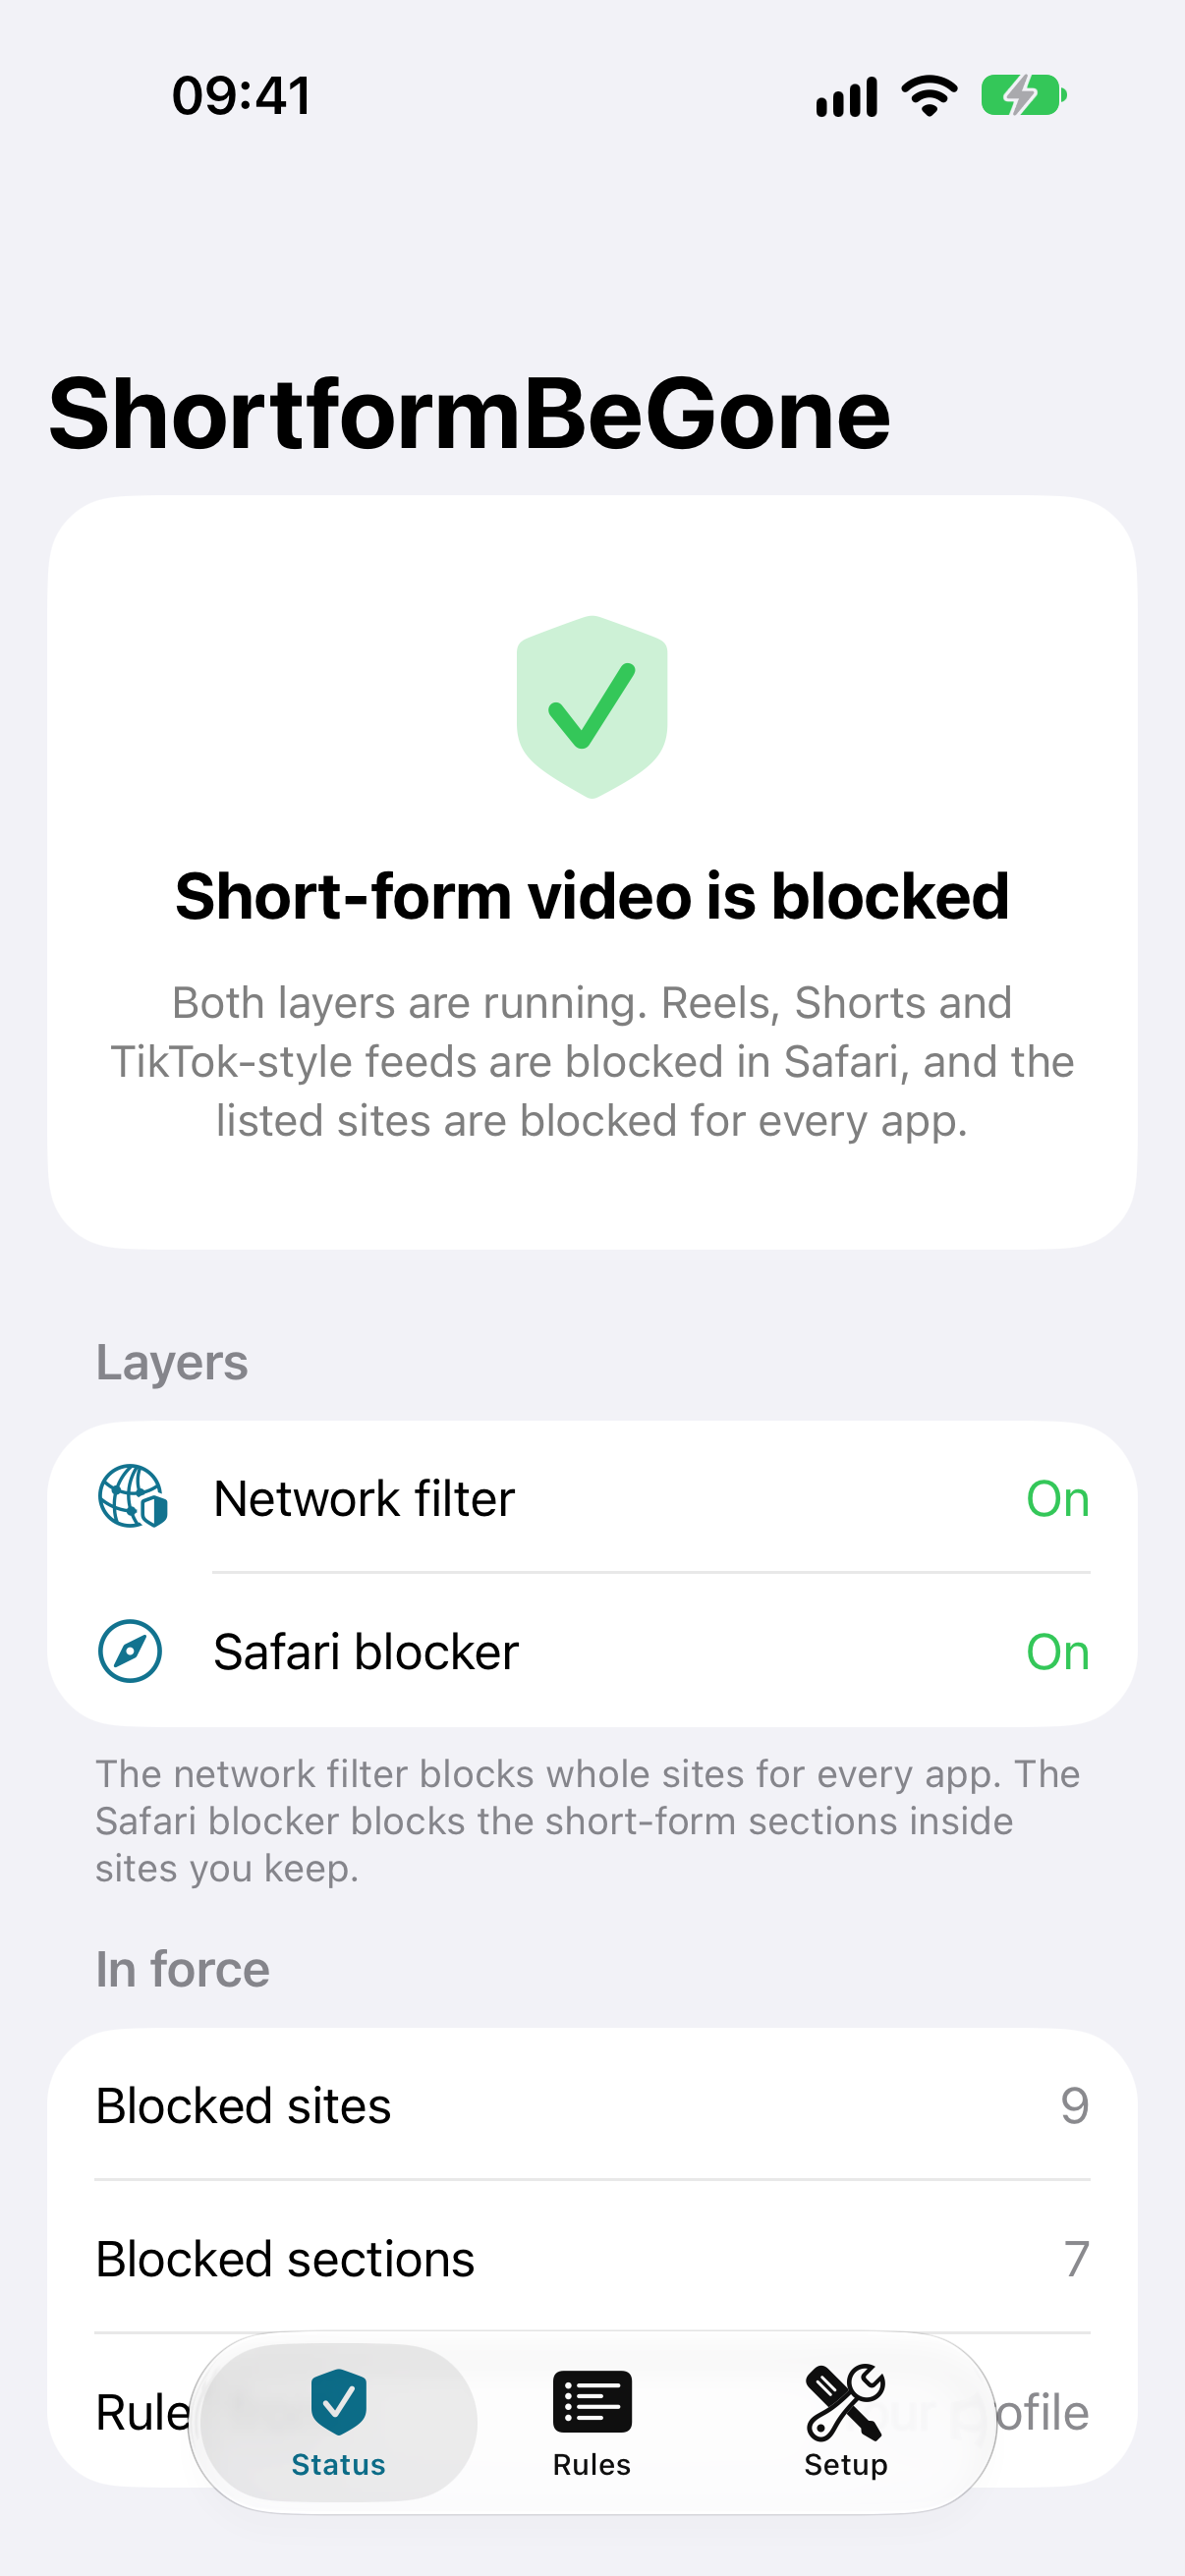 09:41
ShortformBeGone
Short-form video is blocked
Both layers are running. Reels, Shorts and
TikTok-style feeds are blocked in Safari, and the
listed sites are blocked for every app.
Layers
Network filter On
Safari blocker On
The network filter blocks whole sites for every app. The
Safari blocker blocks the short-form sections inside
sites you keep.
In force
Blocked sites 9
Blocked sections 7
Status Rules Setup